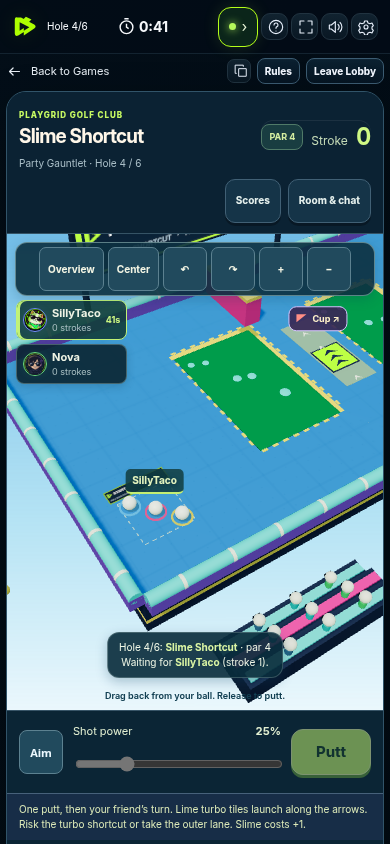 Hole 4/6
0:41
›
← Back to Games
Rules
Leave Lobby
PLAYGRID GOLF CLUB
Slime Shortcut
PAR 4
Stroke 0
Party Gauntlet · Hole 4 / 6
Scores
Room & chat
Overview
Center
↶
↷
+
−
SillyTaco
0 strokes
41s
Nova
0 strokes
Cup ↗
SillyTaco
Hole 4/6: Slime Shortcut · par 4
Waiting for SillyTaco (stroke 1).
Drag back from your ball. Release to putt.
Aim
Shot power
25%
Putt
One putt, then your friend's turn. Lime turbo tiles launch along the arrows.
Risk the turbo shortcut or take the outer lane. Slime costs +1.